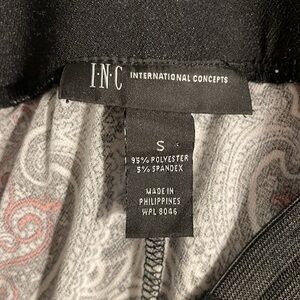 I·N·C INTERNATIONAL CONCEPTS
S
95% POLYESTER
5% SPANDEX
MADE IN
PHILIPPINES
WPL 8046